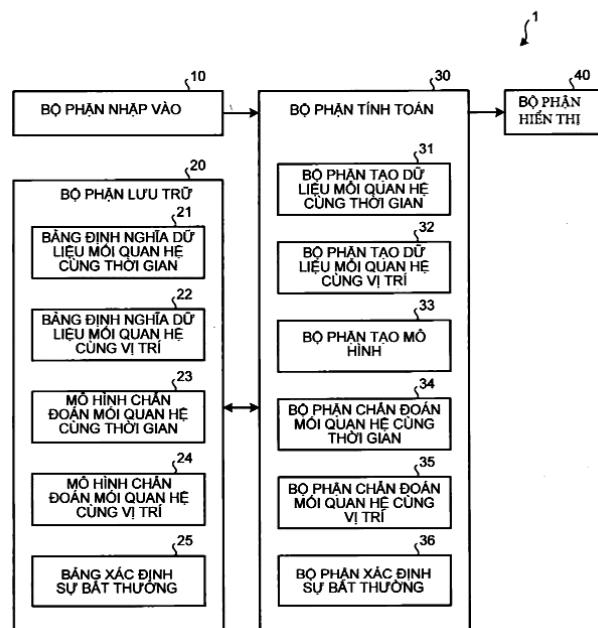 1
10
BỘ PHẬN NHẬP VÀO
20
BỘ PHẬN LƯU TRỮ
21
BẢNG ĐỊNH NGHĨA DỮ
LIỆU MỐI QUAN HỆ
CÙNG THỜI GIAN
22
BẢNG ĐỊNH NGHĨA DỮ
LIỆU MỐI QUAN HỆ
CÙNG VỊ TRÍ
23
MÔ HÌNH CHẨN
ĐOÁN MỐI QUAN HỆ
CÙNG THỜI GIAN
24
MÔ HÌNH CHẨN
ĐOÁN MỐI QUAN HỆ
CÙNG VỊ TRÍ
25
BẢNG XÁC ĐỊNH
SỰ BẤT THƯỜNG
30
BỘ PHẬN TÍNH TOÁN
31
BỘ PHẬN TẠO DỮ
LIỆU MỐI QUAN HỆ
CÙNG THỜI GIAN
32
BỘ PHẬN TẠO DỮ
LIỆU MỐI QUAN HỆ
CÙNG VỊ TRÍ
33
BỘ PHẬN TẠO MÔ
HÌNH
34
BỘ PHẬN CHẨN ĐOÁN
MỐI QUAN HỆ CÙNG
THỜI GIAN
35
BỘ PHẬN CHẨN ĐOÁN
MỐI QUAN HỆ CÙNG
VỊ TRÍ
36
BỘ PHẬN XÁC ĐỊNH
SỰ BẤT THƯỜNG
40
BỘ PHẬN
HIỂN THỊ